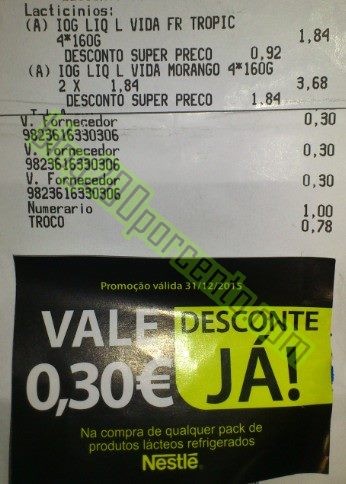 Lacticinios:
(A) IOG LIQ L VIDA FR TROPIC
4*160G 1,84
DESCONTO SUPER PRECO 0,92
(A) IOG LIQ L VIDA MORANGO 4*160G
2 X 1,84 3,68
DESCONTO SUPER PRECO 1,84
V. Fornecedor 0,30
9823616330306
V. Fornecedor 0,30
9823616330306
V. Fornecedor 0,30
9823616330306
Numerario 1,00
TROCO 0,78
Promoção válida 31/12/2015
VALE DESCONTE
0,30€ JÁ!
Na compra de qualquer pack de
produtos lácteos refrigerados
Nestlé